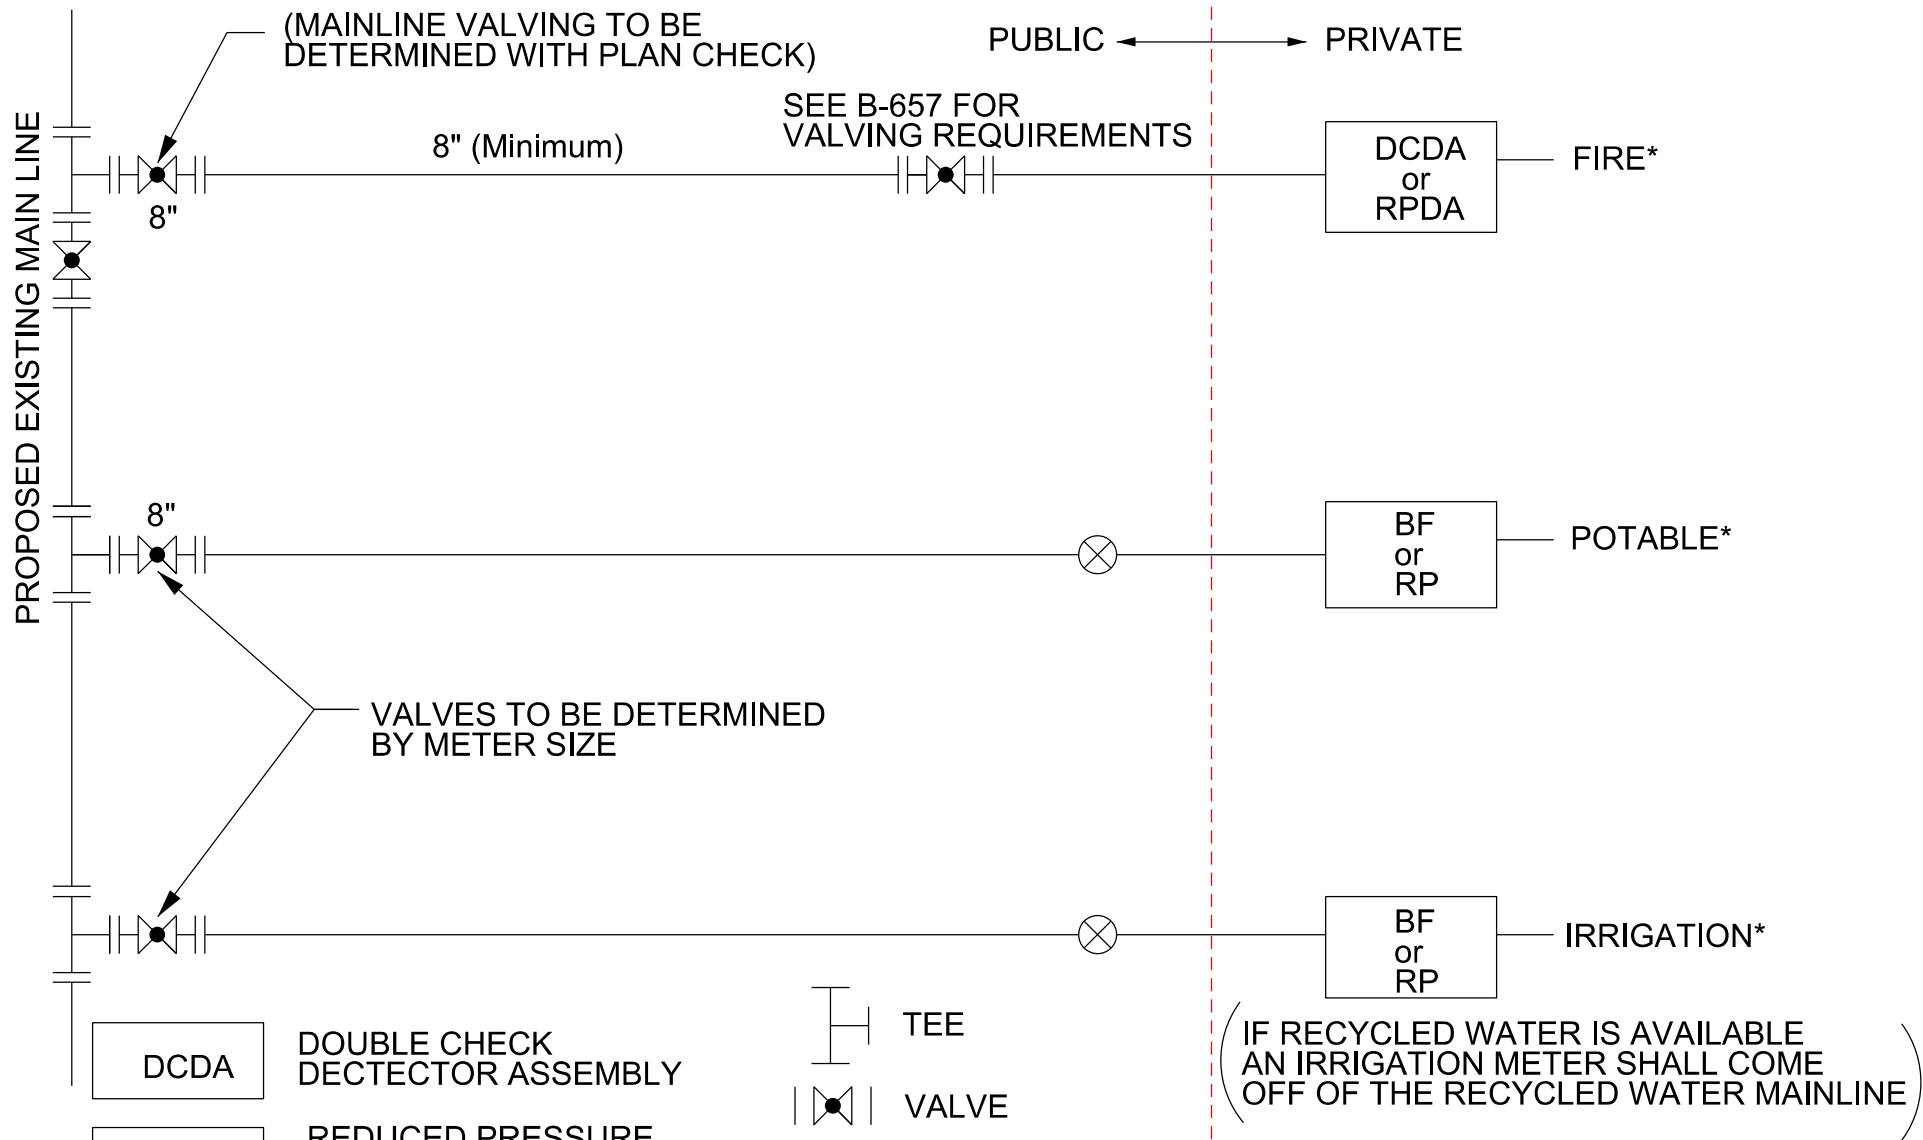 (MAINLINE VALVING TO BE
DETERMINED WITH PLAN CHECK)
PUBLIC
PRIVATE
SEE B-657 FOR
VALVING REQUIREMENTS
8" (Minimum)
8"
DCDA
or
RPDA
FIRE*
PROPOSED EXISTING MAIN LINE
8"
BF
or
RP
POTABLE*
VALVES TO BE DETERMINED
BY METER SIZE
BF
or
RP
IRRIGATION*
(IF RECYCLED WATER IS AVAILABLE
AN IRRIGATION METER SHALL COME
OFF OF THE RECYCLED WATER MAINLINE)
DCDA
DOUBLE CHECK
DECTECTOR ASSEMBLY
TEE
VALVE
REDUCED PRESSURE